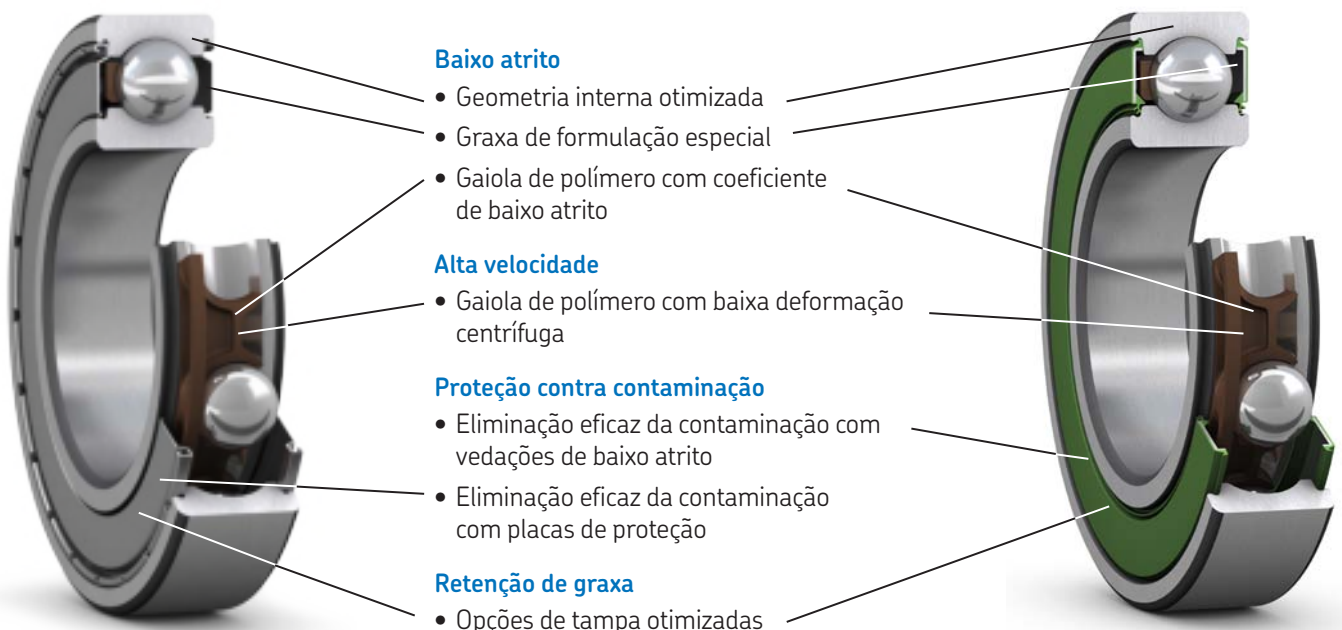 Baixo atrito
• Geometria interna otimizada
• Graxa de formulação especial
• Gaiola de polímero com coeficiente
de baixo atrito
Alta velocidade
• Gaiola de polímero com baixa deformação
centrífuga
Proteção contra contaminação
• Eliminação eficaz da contaminação com
vedações de baixo atrito
• Eliminação eficaz da contaminação
com placas de proteção
Retenção de graxa
• Opções de tampa otimizadas